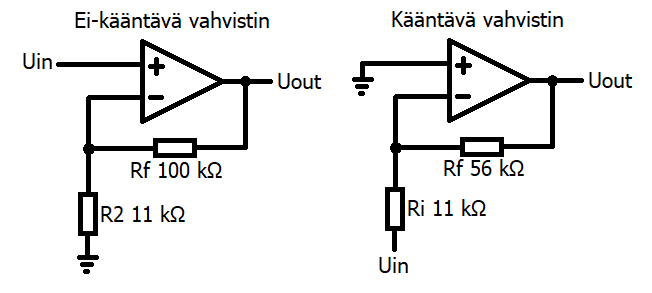 Ei-kääntävä vahvistin
Uin
+
-
Uout
Rf 100 kΩ
R2 11 kΩ
Kääntävä vahvistin
+
-
Uout
Rf 56 kΩ
Ri 11 kΩ
Uin